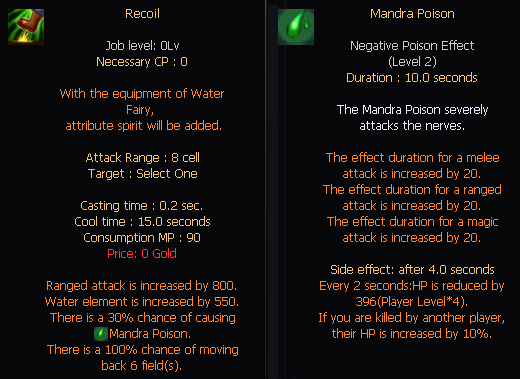 Recoil
Job level: 0Lv
Necessary CP : 0
With the equipment of Water
Fairy,
attribute spirit will be added.
Attack Range : 8 cell
Target : Select One
Casting time : 0.2 sec.
Cool time : 15.0 seconds
Consumption MP : 90
Price: 0 Gold
Ranged attack is increased by 800.
Water element is increased by 550.
There is a 30% chance of causing
Mandra Poison.
There is a 100% chance of moving
back 6 field(s).
Mandra Poison
Negative Poison Effect
(Level 2)
Duration : 10.0 seconds
The Mandra Poison severely
attacks the nerves.
The effect duration for a melee
attack is increased by 20.
The effect duration for a ranged
attack is increased by 20.
The effect duration for a magic
attack is increased by 20.
Side effect: after 4.0 seconds
Every 2 seconds:HP is reduced by
396(Player Level*4).
If you are killed by another player,
their HP is increased by 10%.